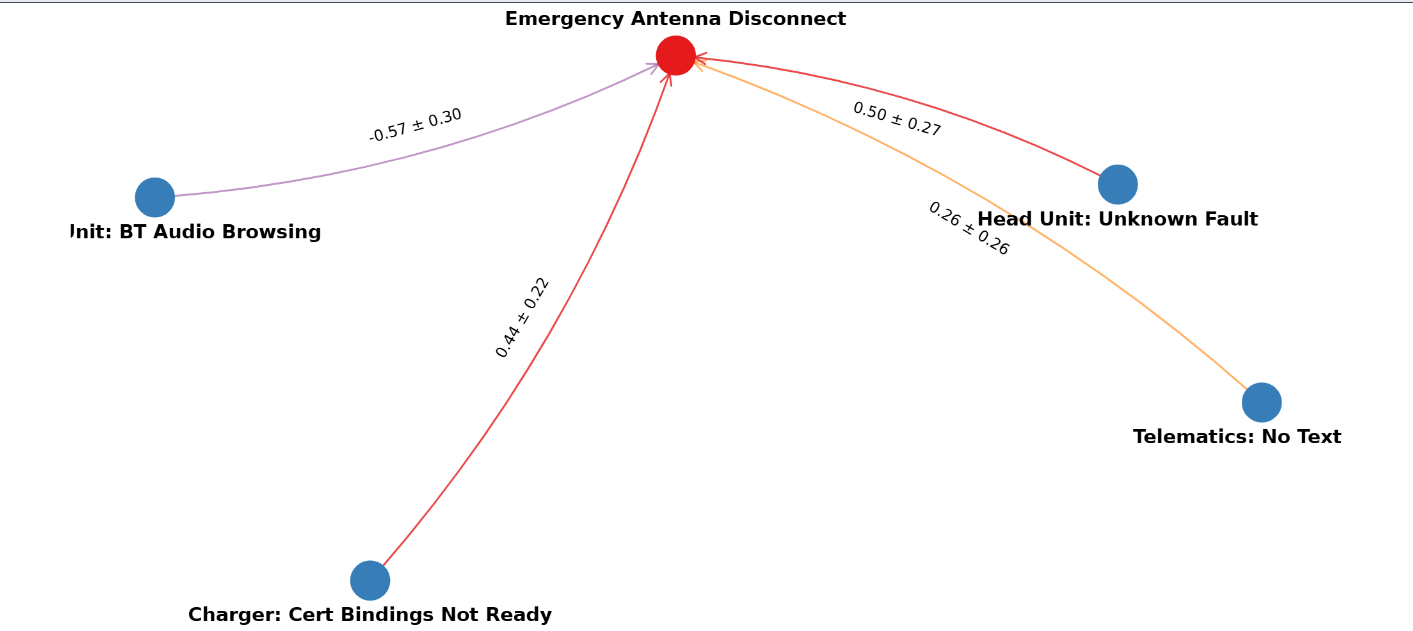 Emergency Antenna Disconnect
-0.57 ± 0.30
0.50 ± 0.27
0.26 ± 0.26
Head Unit: Unknown Fault
BT Audio Browsing
0.44 ± 0.22
Telematics: No Text
Charger: Cert Bindings Not Ready